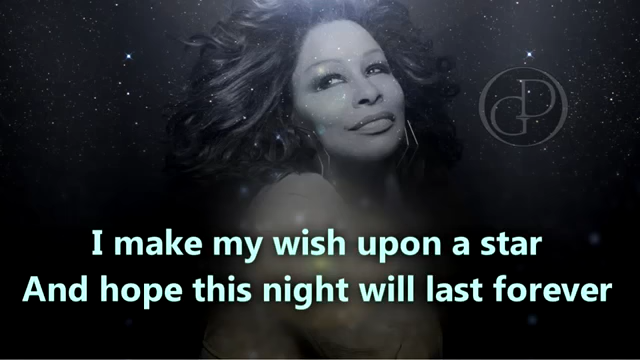 I make my wish upon a star
And hope this night will last forever